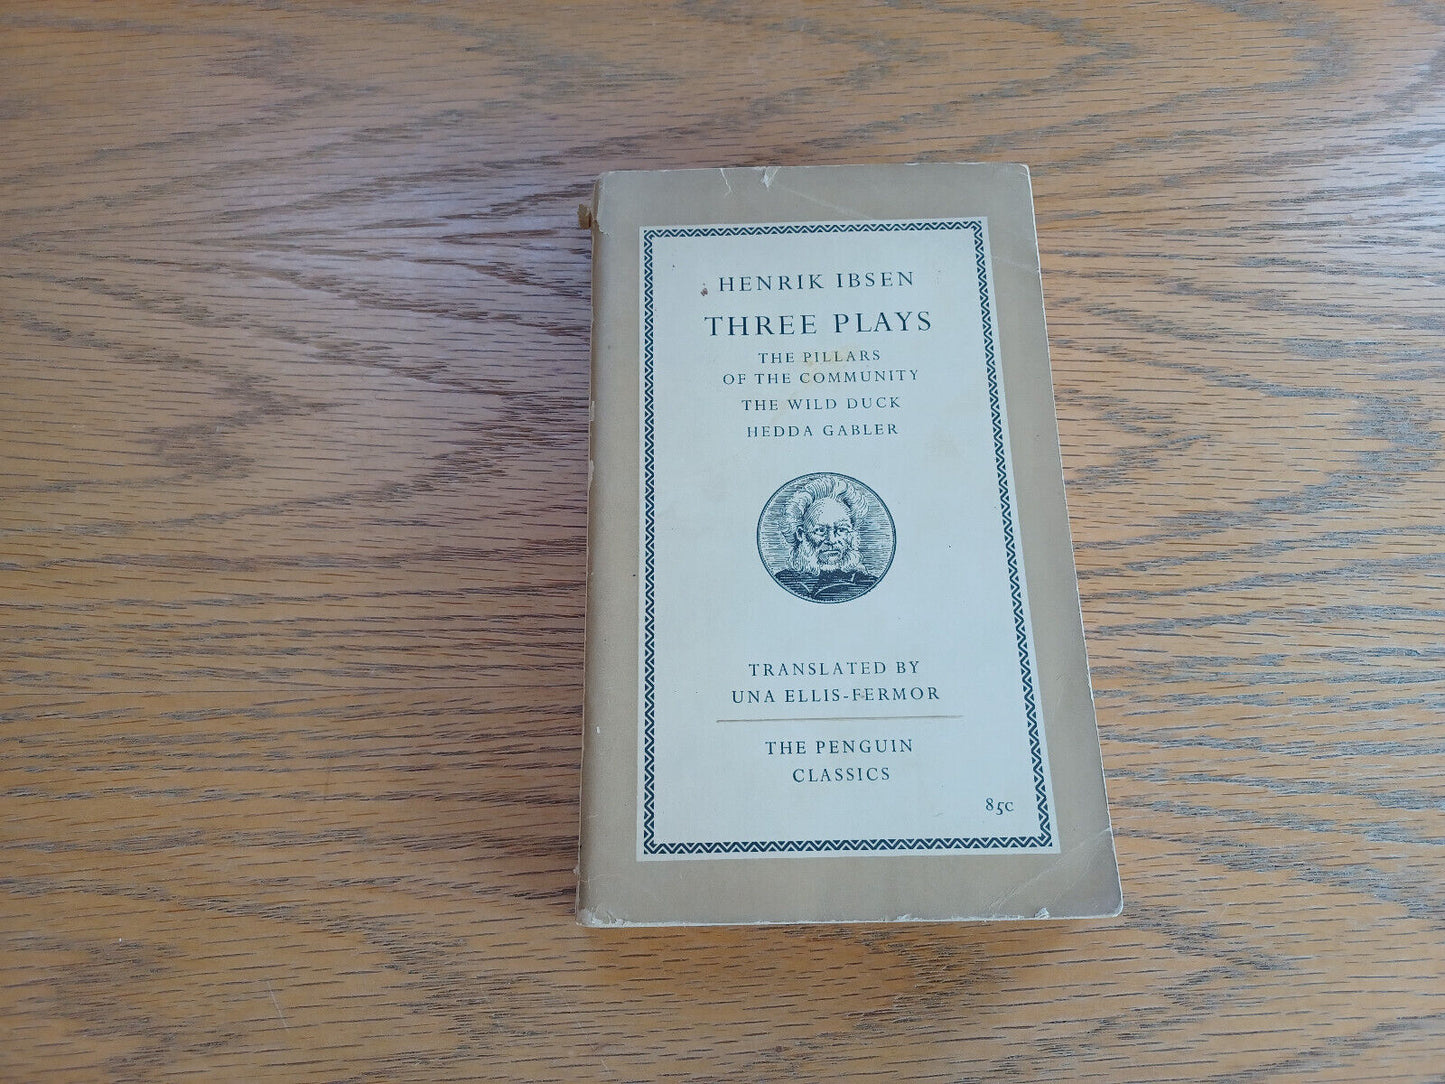 HENRIK IBSEN
THREE PLAYS
THE PILLARS
OF THE COMMUNITY
THE WILD DUCK
HEDDA GABLER
TRANSLATED BY
UNA ELLIS-FERMOR
THE PENGUIN
CLASSICS
85c